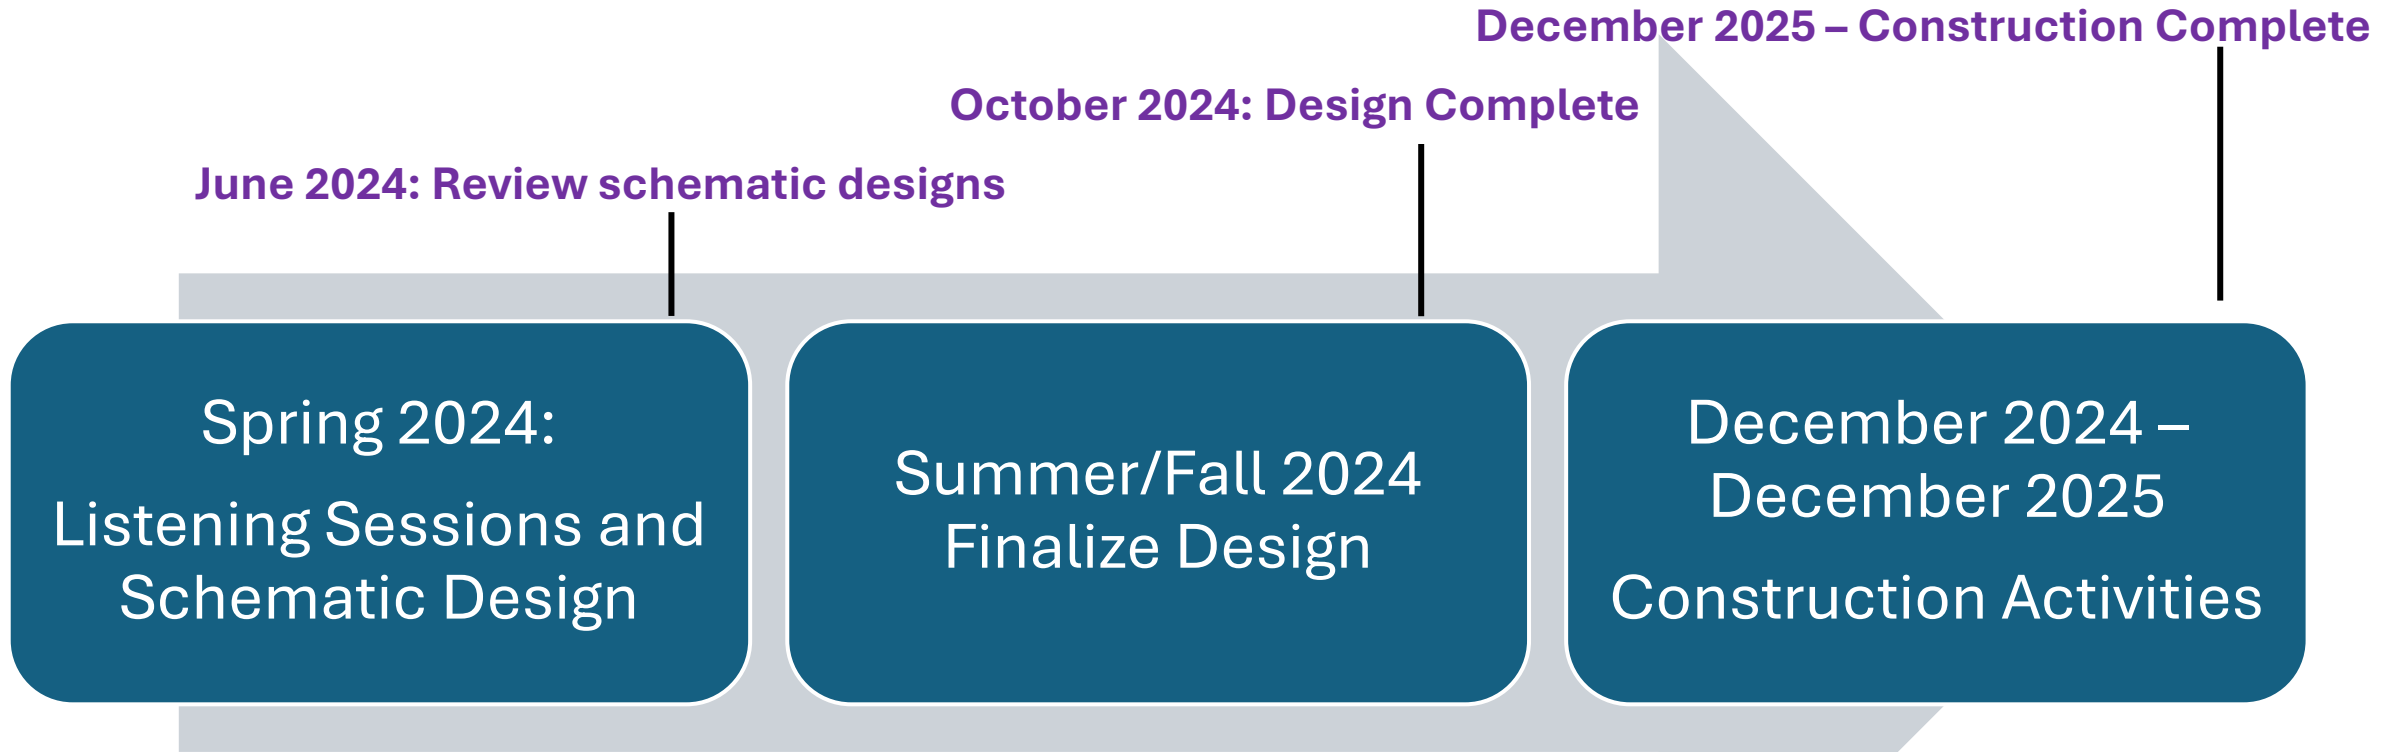 December 2025 – Construction Complete
October 2024: Design Complete
June 2024: Review schematic designs
Spring 2024:
Listening Sessions and
Schematic Design
Summer/Fall 2024
Finalize Design
December 2024 –
December 2025
Construction Activities